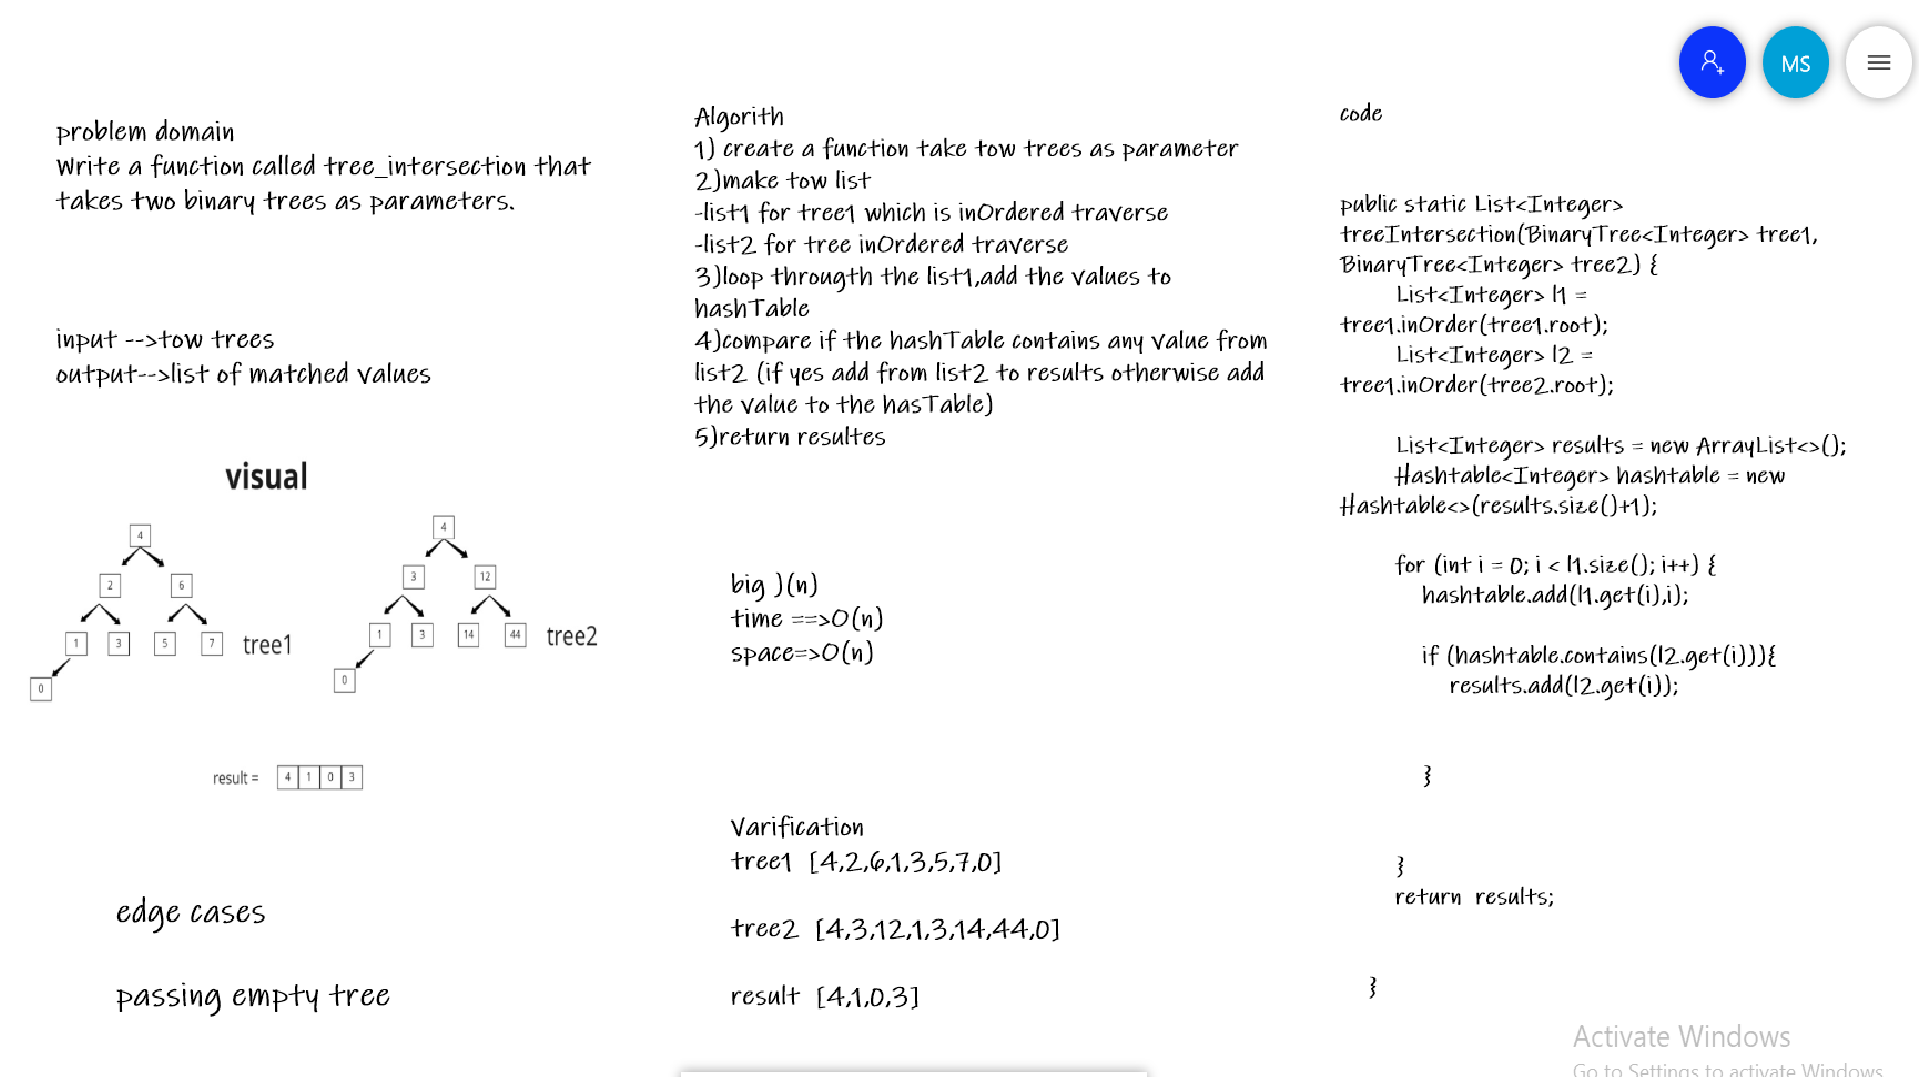 MS
problem domain
Write a function called tree_intersection that
takes two binary trees as parameters.
input -->tow trees
output-->list of matched values
visual
4
2 6
1 3 5 7
0
tree1
4
3 12
1 3 14 44
0
tree2
result = 4 1 0 3
edge cases
passing empty tree
Algorith
1) create a function take tow trees as parameter
2)make tow list
-list1 for tree1 which is inOrdered traverse
-list2 for tree inOrdered traverse
3)loop througth the list1,add the values to
hashTable
4)compare if the hashTable contains any value from
list2 (if yes add from list2 to results otherwise add
the value to the hasTable)
5)return resultes
big )(n)
time ==>O(n)
space=>O(n)
Varification
tree1 [4,2,6,1,3,5,7,0]
tree2 [4,3,12,1,3,14,44,0]
result [4,1,0,3]
code
public static List<Integer>
treeIntersection(BinaryTree<Integer> tree1,
BinaryTree<Integer> tree2) {
List<Integer> l1 =
tree1.inOrder(tree1.root);
List<Integer> l2 =
tree1.inOrder(tree2.root);
List<Integer> results = new ArrayList<>();
Hashtable<Integer> hashtable = new
Hashtable<>(results.size()+1);
for (int i = 0; i < l1.size(); i++) {
hashtable.add(l1.get(i),i);
if (hashtable.contains(l2.get(i))){
results.add(l2.get(i));
}
}
return results;
}
Activate Windows
Go to Settings to activate Windows.